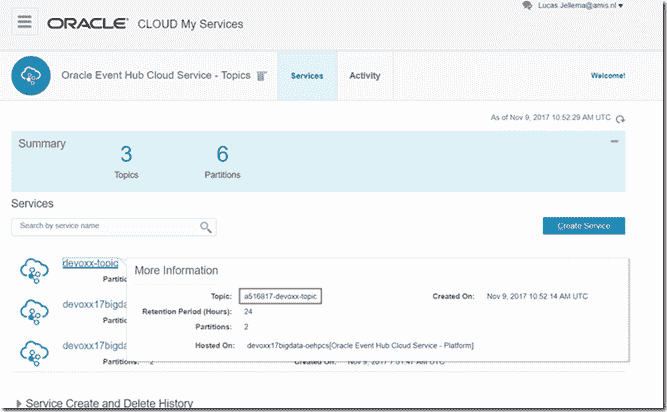 Lucas Jellema@amis.nl
ORACLE CLOUD My Services
Oracle Event Hub Cloud Service - Topics
Services
Activity
Welcome!
As of Nov 9, 2017 10:52:29 AM UTC
Summary
3
6
Topics
Partitions
Services
Search by service name
Create Service
devoxx-topic
Partiti
devoxx17bigda
Partiti
devoxx17bigda
Partitions: 2
Created On: Nov 9, 2017 7:51:47 AM UTC
More Information
Topic: a516817-devoxx-topic
Created On: Nov 9, 2017 10:52:14 AM UTC
Retention Period (Hours): 24
Partitions: 2
Hosted On: devoxx17bigdata-oehpcs[Oracle Event Hub Cloud Service - Platform]
Service Create and Delete History